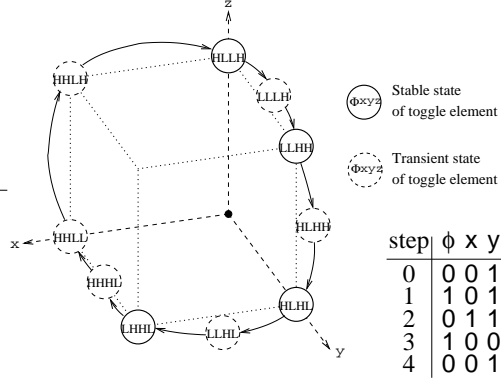 z
HLLH
HHLH
LLLH
LLHH
HLHH
HHLL
x
HHHL
LHHL
LLHL
HLHL
y
Φxyz
Stable state
of toggle element
Φxyz
Transient state
of toggle element
step ϕ x y
0 0 0 1
1 1 0 1
2 0 1 1
3 1 0 0
4 0 0 1